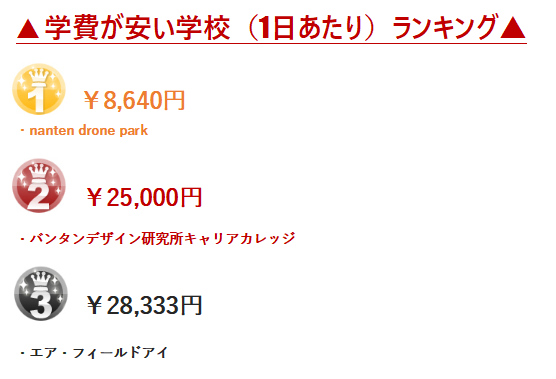 ▲学費が安い学校（1日あたり）ランキング▲
1
￥8,640円
・nanten drone park
2
￥25,000円
・バンタンデザイン研究所キャリアカレッジ
3
￥28,333円
・エア・フィールドアイ